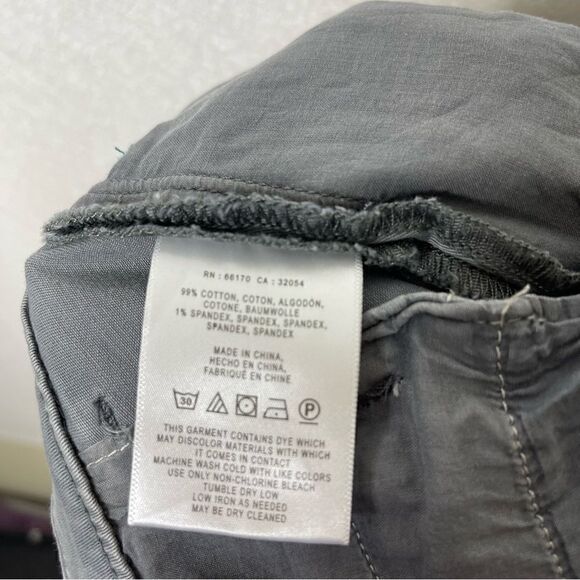 RN : 66170 CA : 32054
99% COTTON, COTON, ALGODÓN,
COTONE, BAUMWOLLE
1% SPANDEX, SPANDEX, SPANDEX,
SPANDEX, SPANDEX
MADE IN CHINA,
HECHO EN CHINA,
FABRIQUÉ EN CHINE
30 P
THIS GARMENT CONTAINS DYE WHICH
MAY DISCOLOR MATERIALS WITH WHICH
IT COMES IN CONTACT
MACHINE WASH COLD WITH LIKE COLORS
USE ONLY NON-CHLORINE BLEACH
TUMBLE DRY LOW
LOW IRON AS NEEDED
MAY BE DRY CLEANED